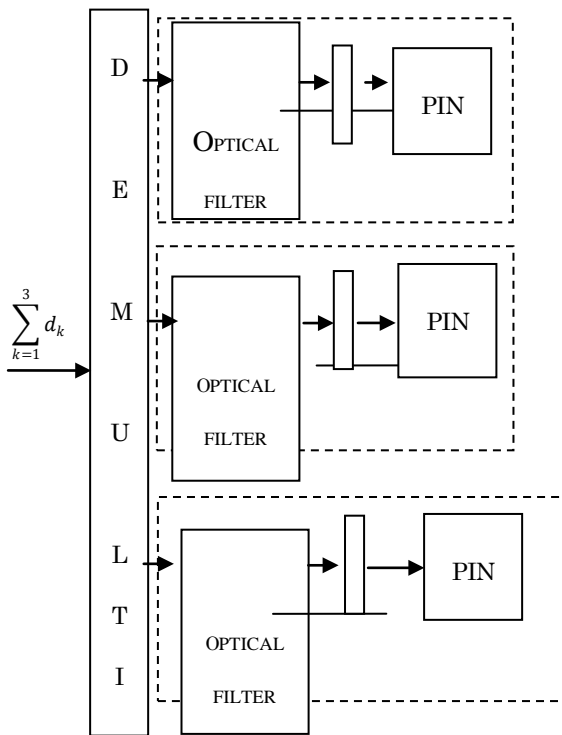 D
E
M
U
L
T
I
3
∑ d_k
k=1
OPTICAL
FILTER
PIN
OPTICAL
FILTER
PIN
OPTICAL
FILTER
PIN